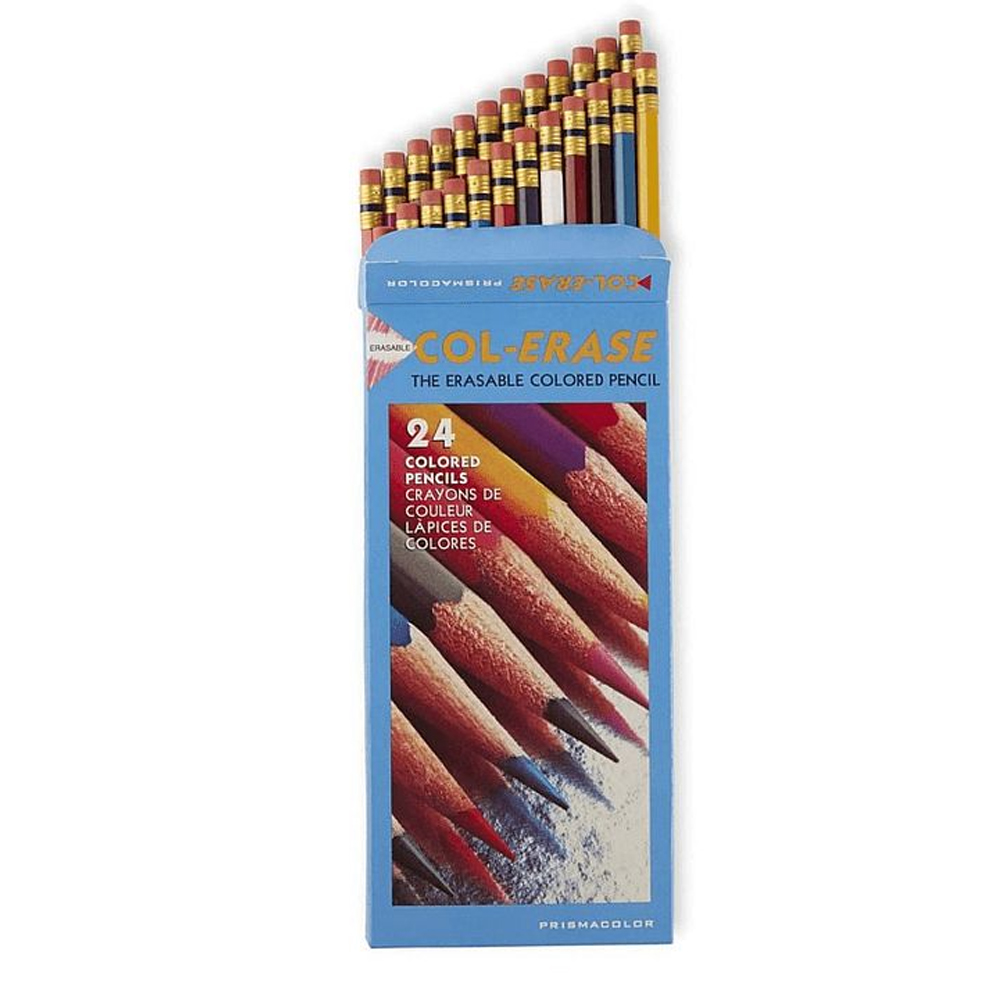 PRISMACOLOR COL-ERASE
ERASABLE
COL-ERASE
THE ERASABLE COLORED PENCIL
24
COLORED
PENCILS
CRAYONS DE
COULEUR
LÀPICES DE
COLORES
PRISMACOLOR